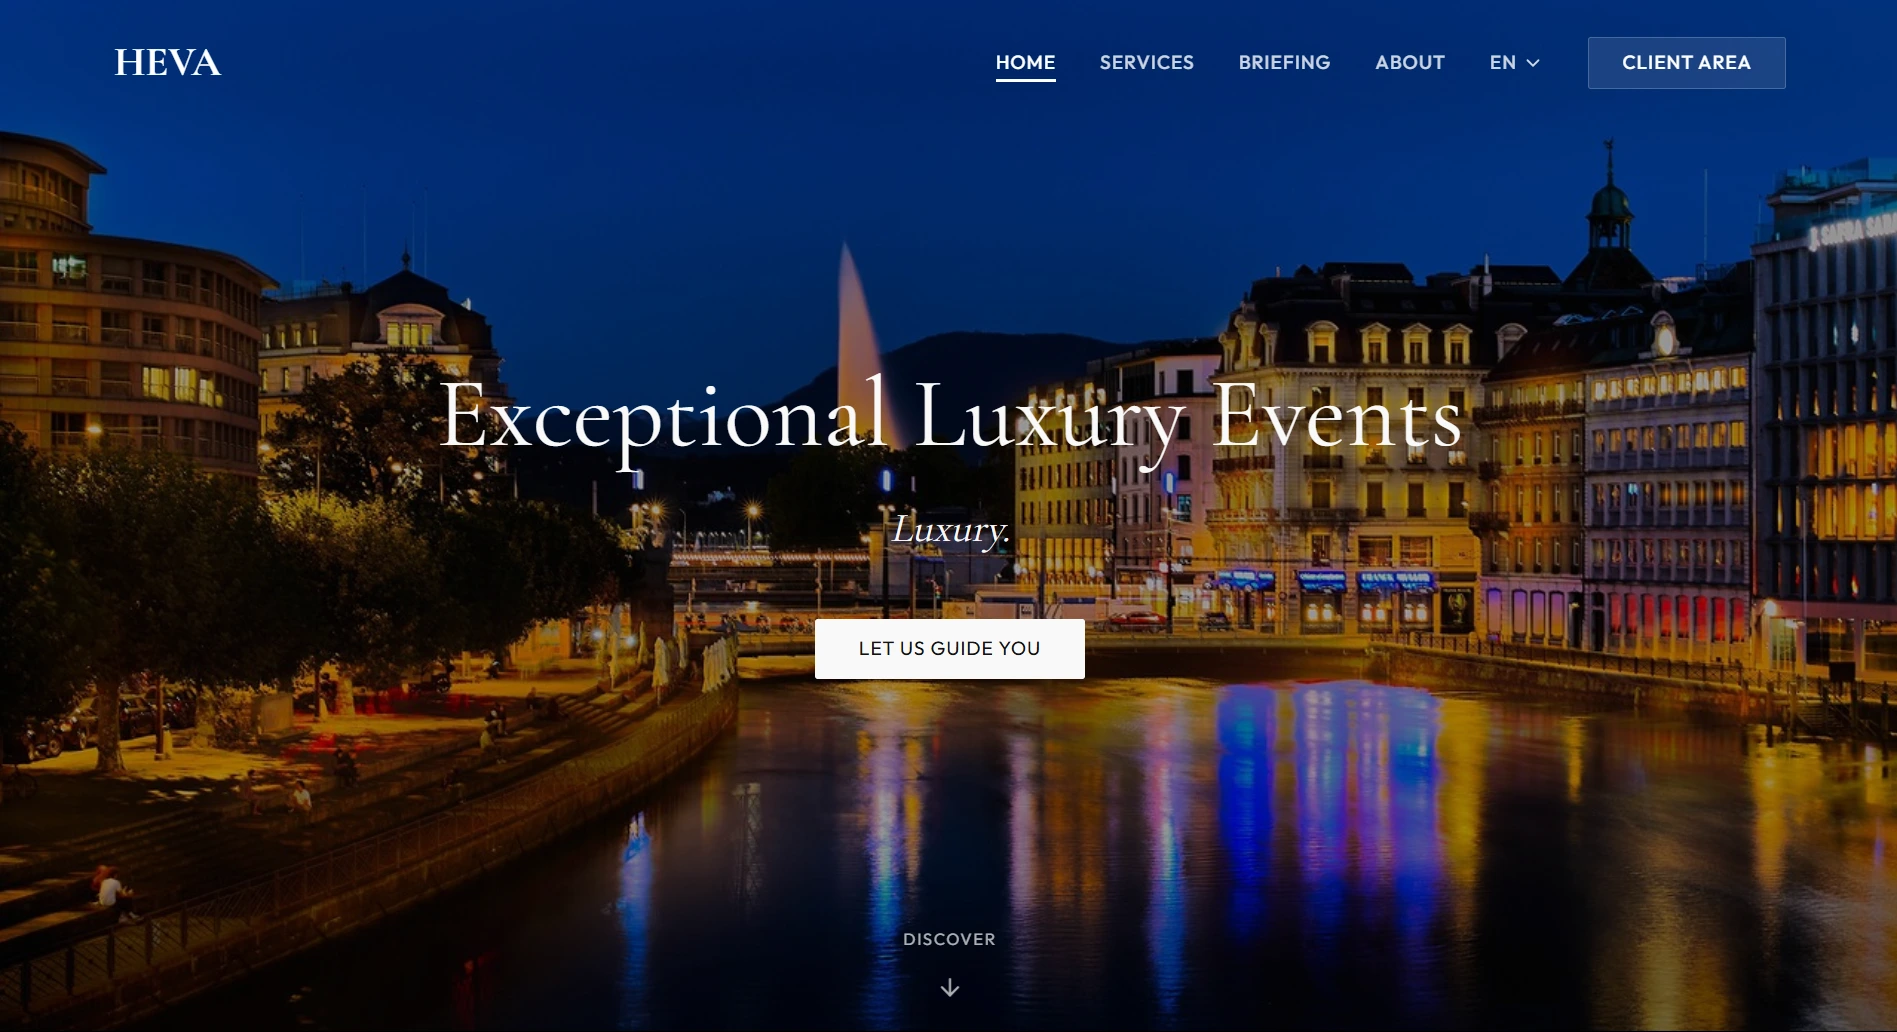 HEVA
HOME SERVICES BRIEFING ABOUT EN CLIENT AREA
Exceptional Luxury Events
Luxury.
LET US GUIDE YOU
DISCOVER